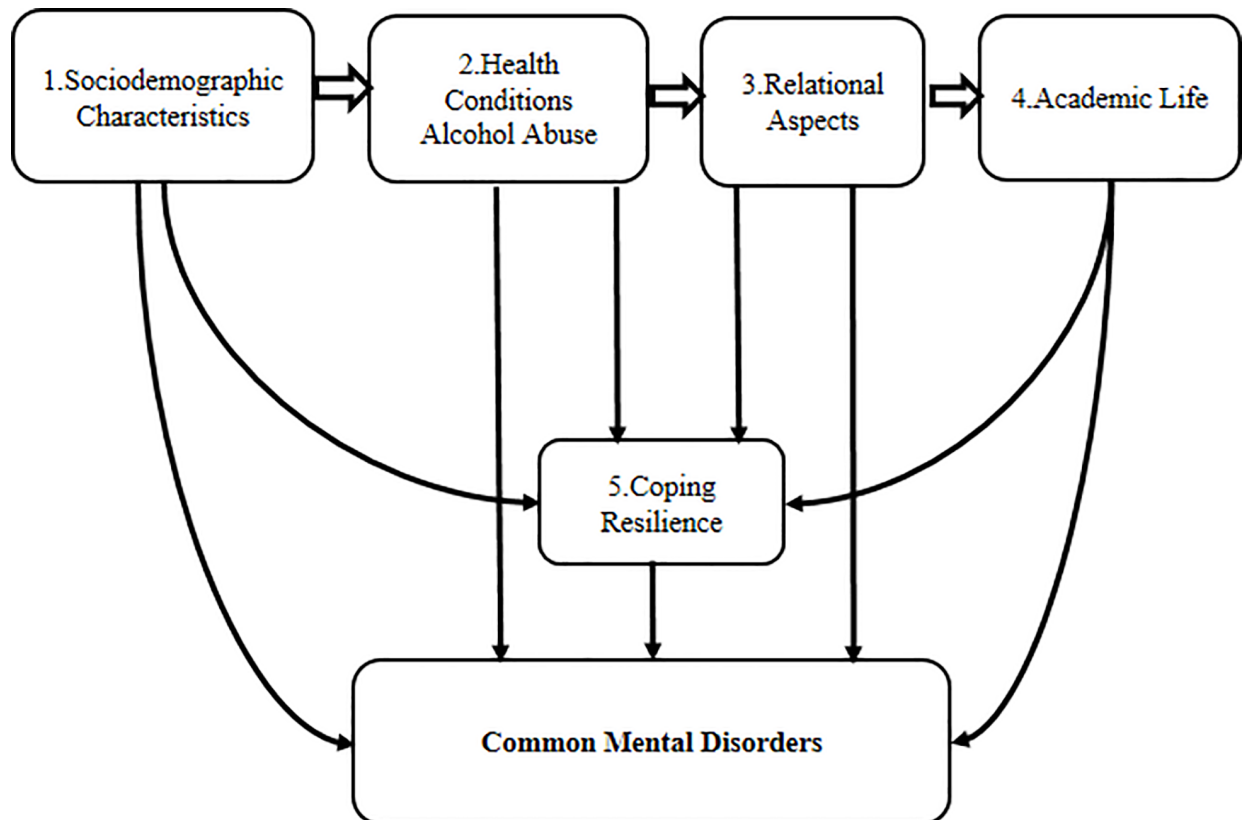 1.Sociodemographic
Characteristics
2.Health
Conditions
Alcohol Abuse
3.Relational
Aspects
4.Academic Life
5.Coping
Resilience
Common Mental Disorders